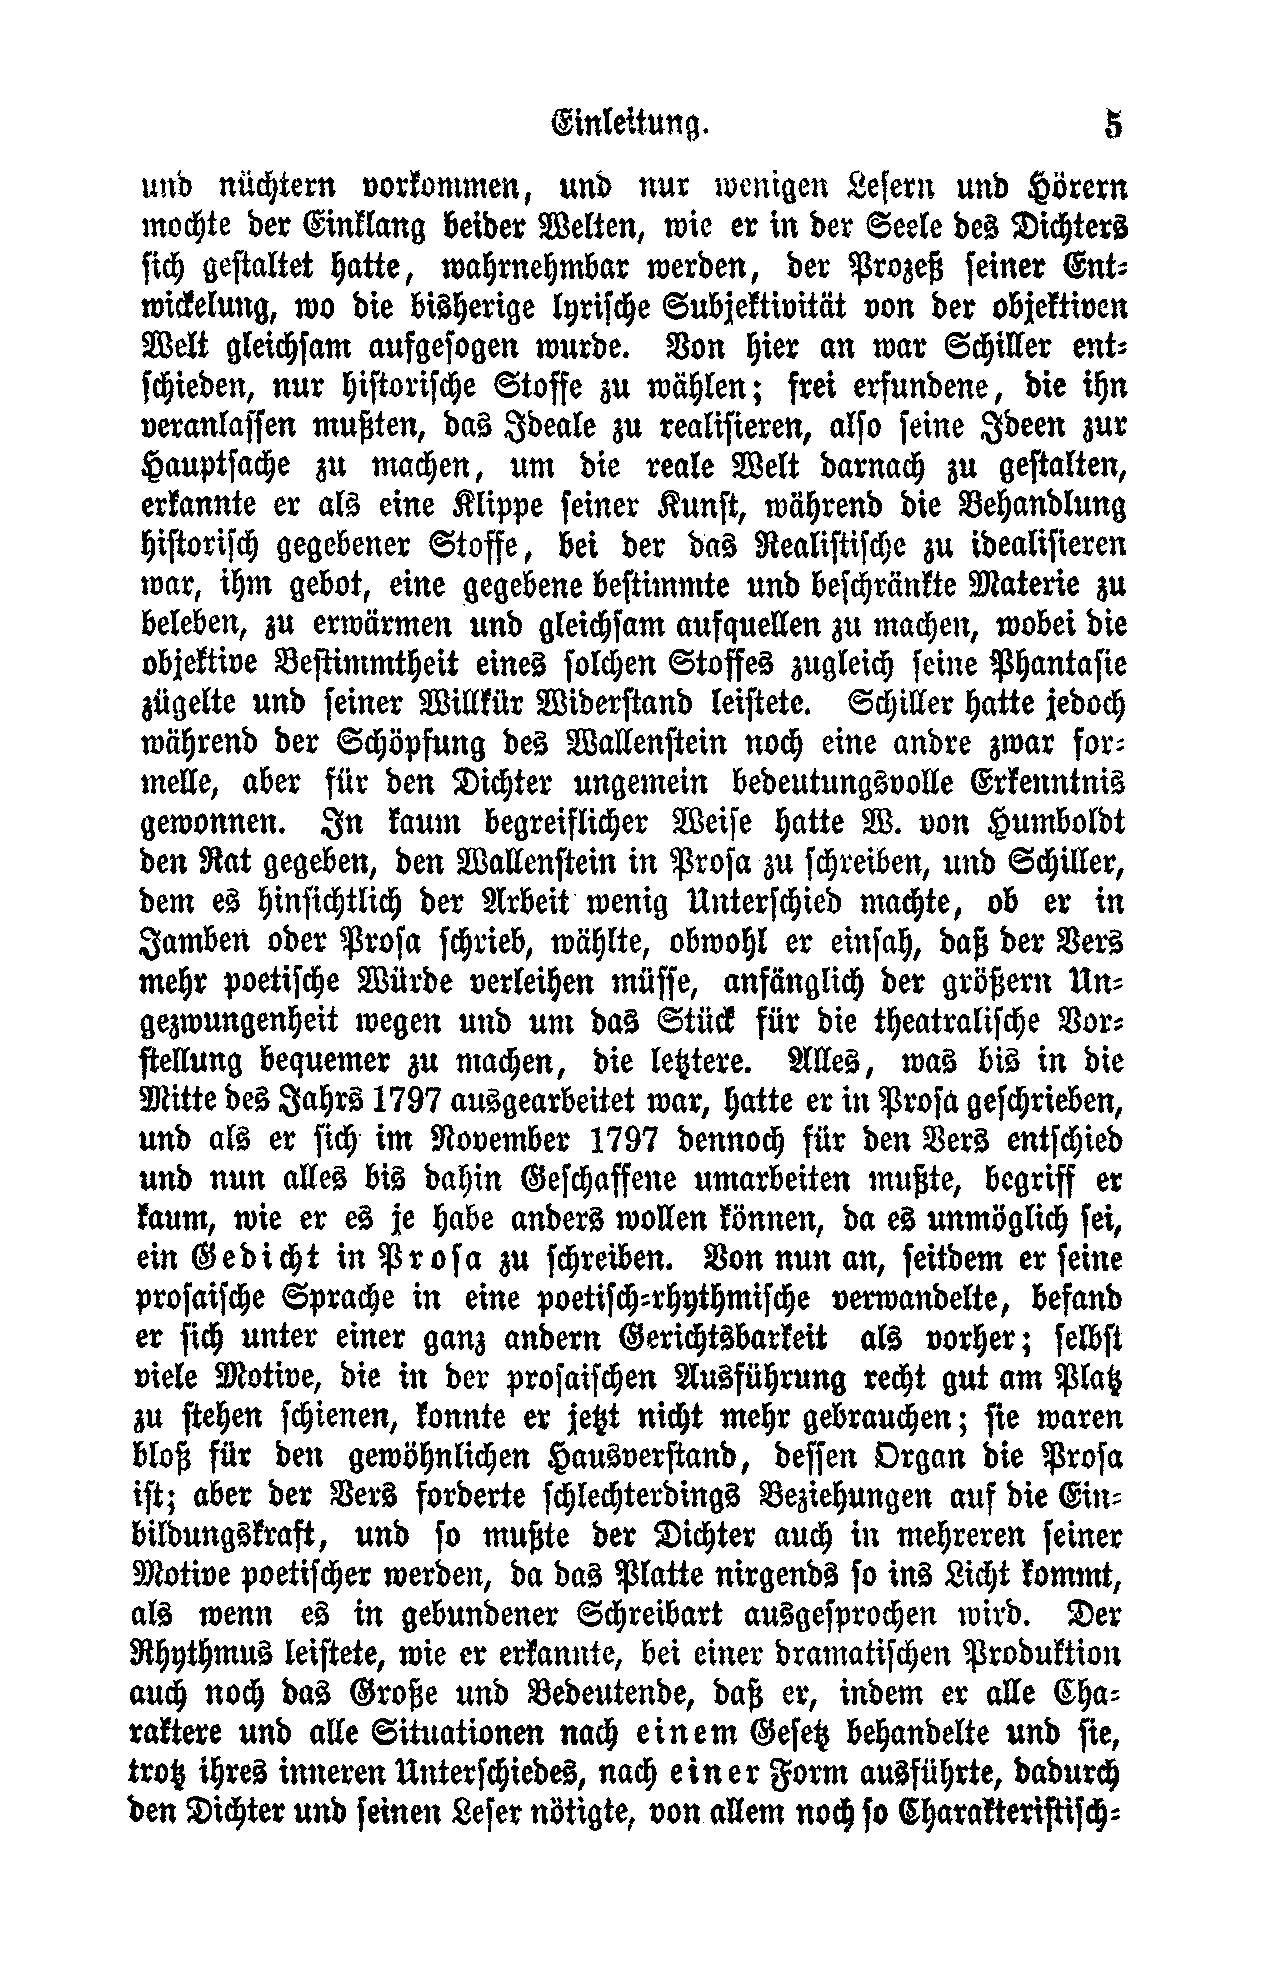 Einleitung. 5
und nüchtern vorkommen, und nur wenigen Lesern und Hörern
mochte der Einklang beider Welten, wie er in der Seele des Dichters
sich gestaltet hatte, wahrnehmbar werden, der Prozeß seiner Ent-
wickelung, wo die bisherige lyrische Subjektivität von der objektiven
Welt gleichsam aufgesogen wurde. Von hier an war Schiller ent-
schieden, nur historische Stoffe zu wählen; frei erfundene, die ihn
veranlassen mußten, das Ideale zu realisieren, also seine Ideen zur
Hauptsache zu machen, um die reale Welt darnach zu gestalten,
erkannte er als eine Klippe seiner Kunst, während die Behandlung
historisch gegebener Stoffe, bei der das Realistische zu idealisieren
war, ihm gebot, eine gegebene bestimmte und beschränkte Materie zu
beleben, zu erwärmen und gleichsam aufquellen zu machen, wobei die
objektive Bestimmtheit eines solchen Stoffes zugleich seine Phantasie
zügelte und seiner Willkür Widerstand leistete. Schiller hatte jedoch
während der Schöpfung des Wallenstein noch eine andre zwar for-
melle, aber für den Dichter ungemein bedeutungsvolle Erkenntnis
gewonnen. In kaum begreiflicher Weise hatte W. von Humboldt
den Rat gegeben, den Wallenstein in Prosa zu schreiben, und Schiller,
dem es hinsichtlich der Arbeit wenig Unterschied machte, ob er in
Jamben oder Prosa schrieb, wählte, obwohl er einsah, daß der Vers
mehr poetische Würde verleihen müsse, anfänglich der größern Un-
gezwungenheit wegen und um das Stück für die theatralische Vor-
stellung bequemer zu machen, die letztere. Alles, was bis in die
Mitte des Jahrs 1797 ausgearbeitet war, hatte er in Prosa geschrieben,
und als er sich im November 1797 dennoch für den Vers entschied
und nun alles bis dahin Geschaffene umarbeiten mußte, begriff er
kaum, wie er es je habe anders wollen können, da es unmöglich sei,
ein Gedicht in Prosa zu schreiben. Von nun an, seitdem er seine
prosaische Sprache in eine poetisch-rhythmische verwandelte, befand
er sich unter einer ganz andern Gerichtsbarkeit als vorher; selbst
viele Motive, die in der prosaischen Ausführung recht gut am Platz
zu stehen schienen, konnte er jetzt nicht mehr gebrauchen; sie waren
bloß für den gewöhnlichen Hausverstand, dessen Organ die Prosa
ist; aber der Vers forderte schlechterdings Beziehungen auf die Ein-
bildungskraft, und so mußte der Dichter auch in mehreren seiner
Motive poetischer werden, da das Platte nirgends so ins Licht kommt,
als wenn es in gebundener Schreibart ausgesprochen wird. Der
Rhythmus leistete, wie er erkannte, bei einer dramatischen Produktion
auch noch das Große und Bedeutende, daß er, indem er alle Cha-
raktere und alle Situationen nach einem Gesetz behandelte und sie,
trotz ihres inneren Unterschiedes, nach einer Form ausführte, dadurch
den Dichter und seinen Leser nötigte, von allem noch so Charakteristisch-